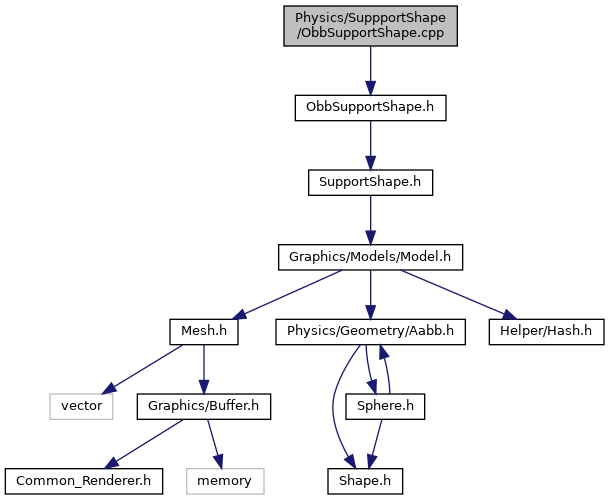 Physics/SuppportShape
/ObbSupportShape.cpp
ObbSupportShape.h
SupportShape.h
Graphics/Models/Model.h
Mesh.h
Physics/Geometry/Aabb.h
Helper/Hash.h
vector
Graphics/Buffer.h
Sphere.h
Common_Renderer.h
memory
Shape.h